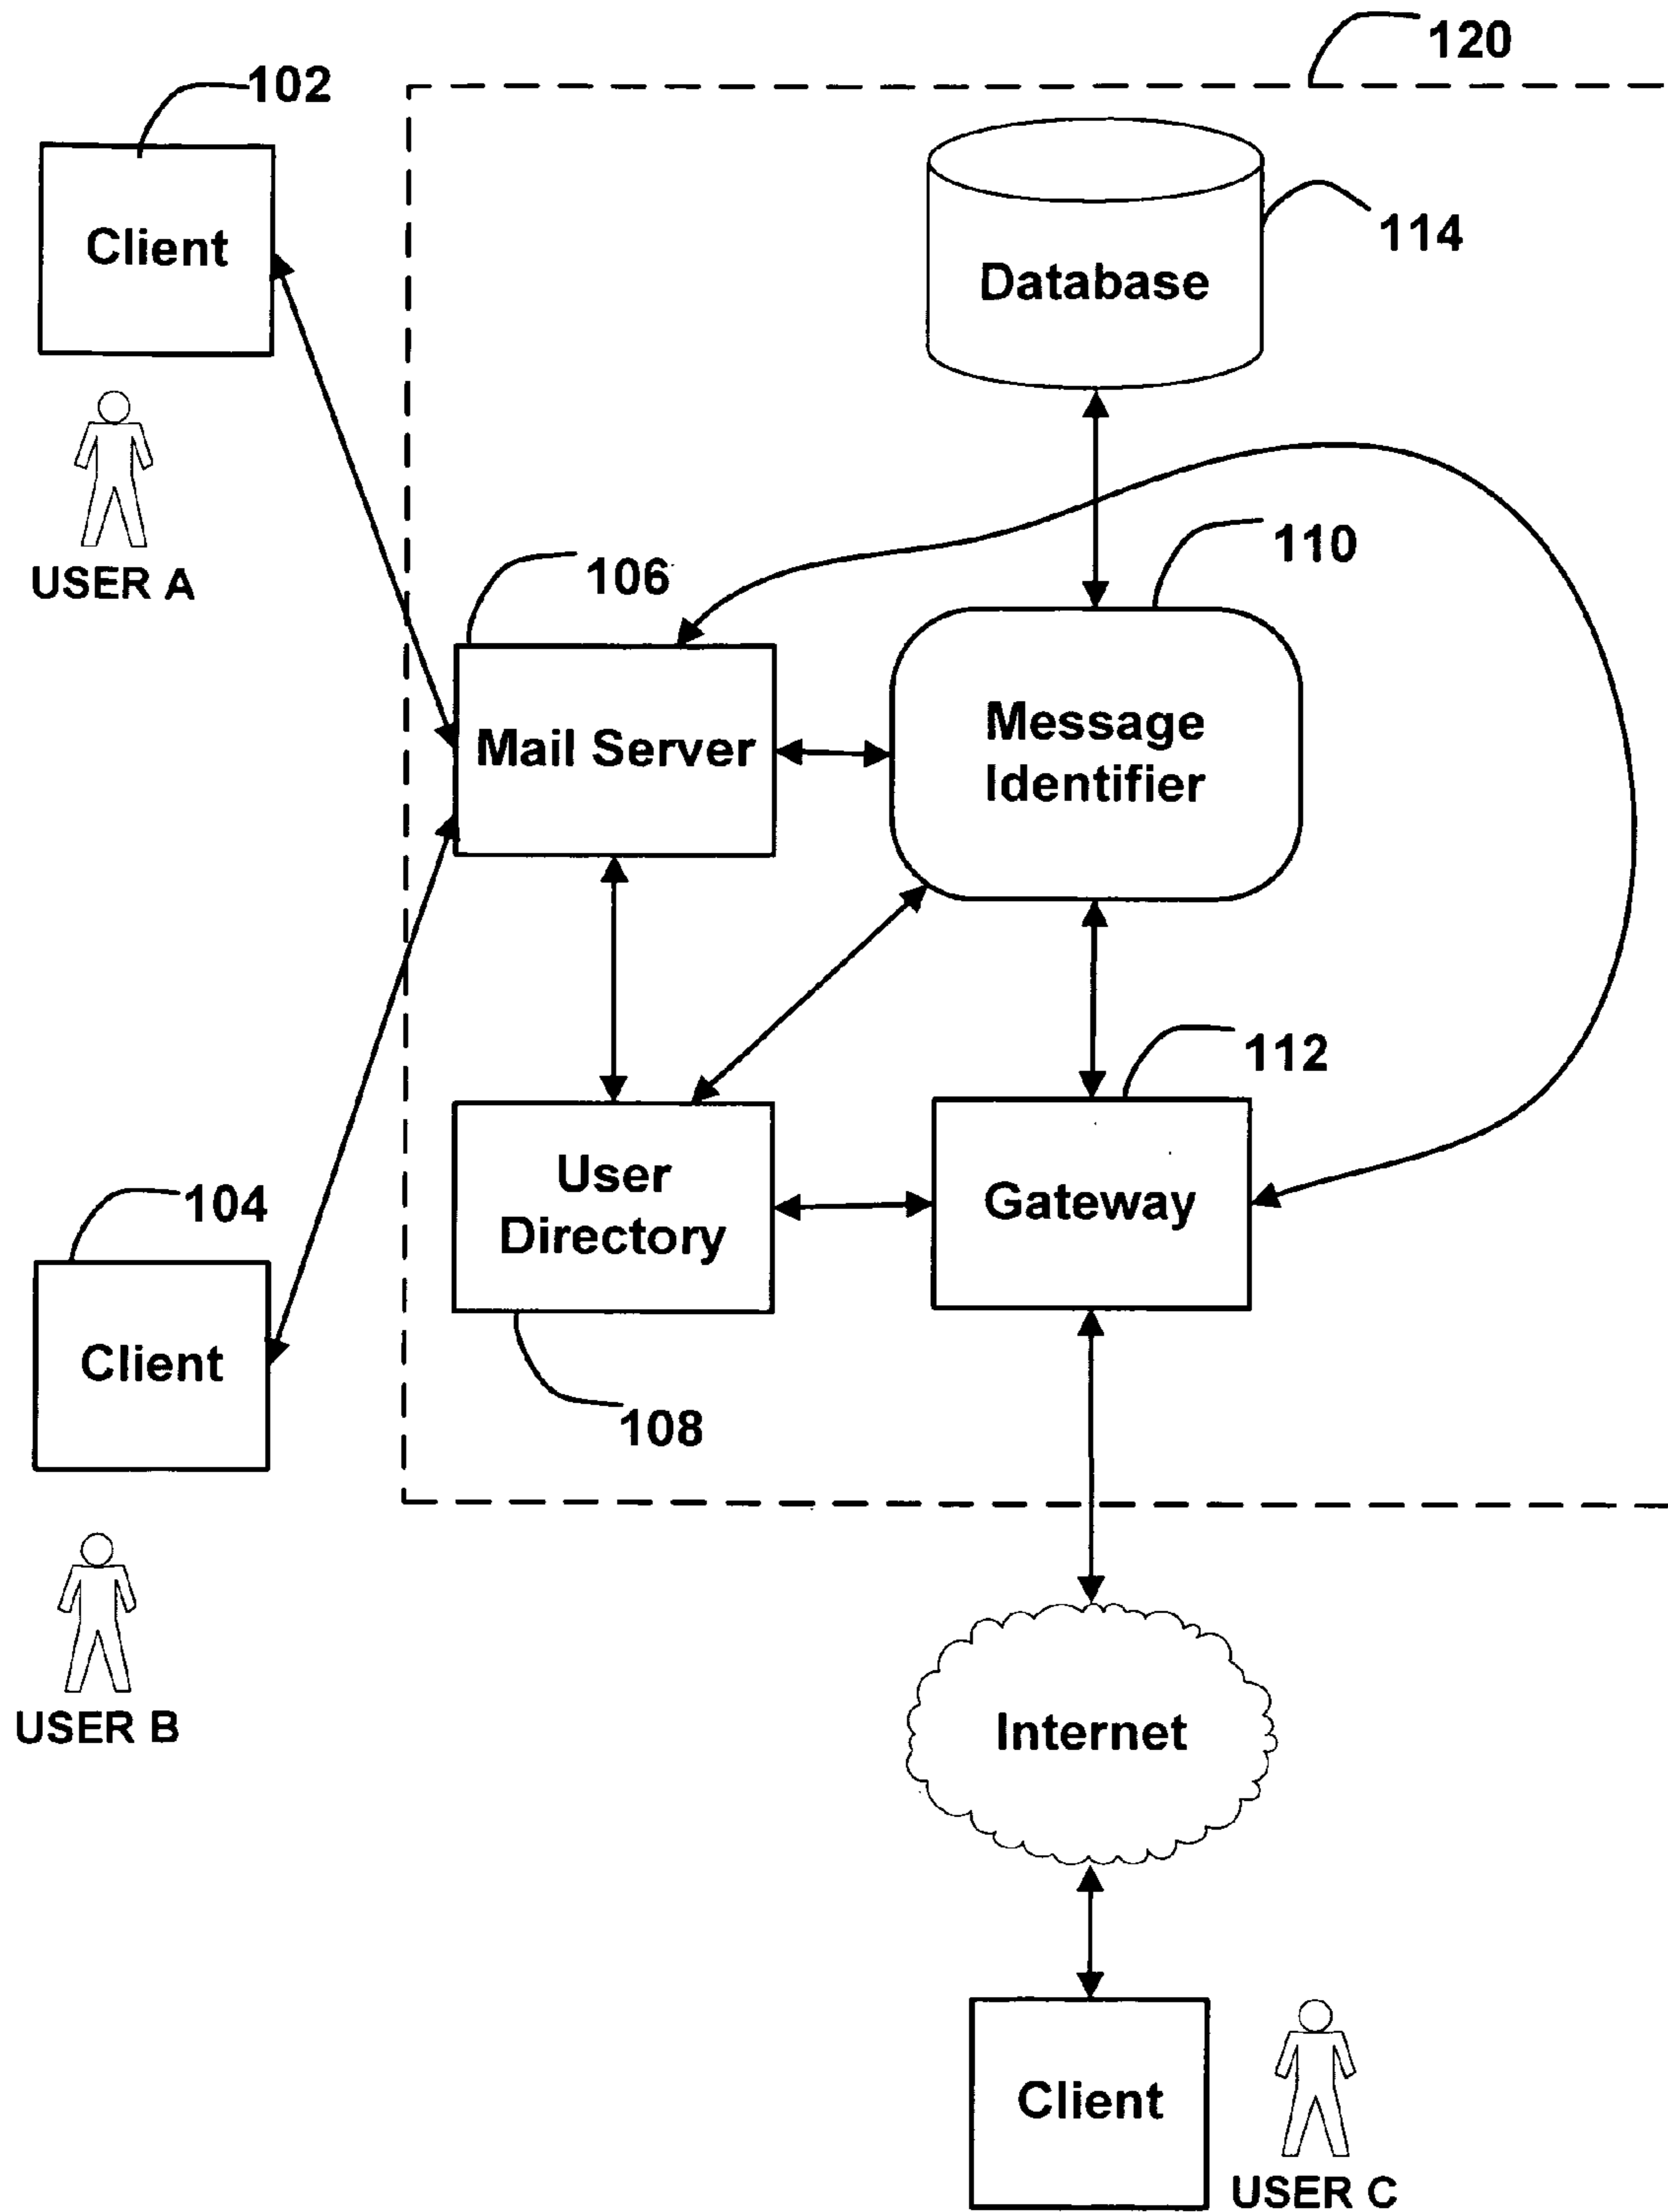 120
102
Client
114
Database
USER A
106
110
Mail Server
Message
Identifier
112
104
User
Directory
Gateway
Client
108
USER B
Internet
Client
USER C